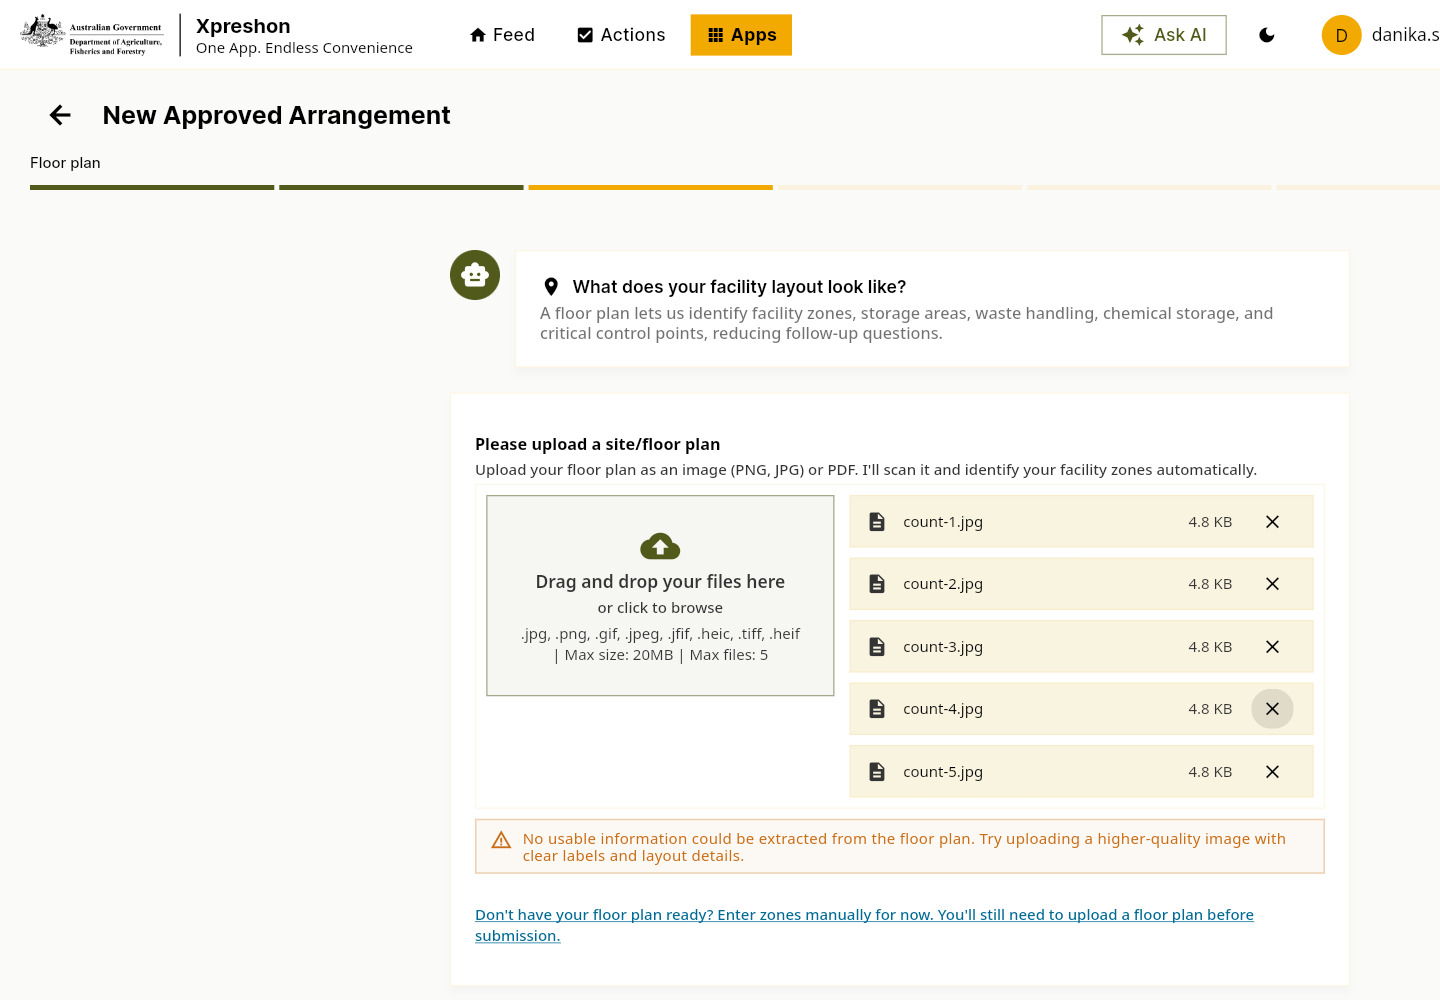 Australian Government
Department of Agriculture,
Fisheries and Forestry
Xpreshon
One App. Endless Convenience
Feed
Actions
Apps
Ask AI
D
danika.s
New Approved Arrangement
Floor plan
What does your facility layout look like?
A floor plan lets us identify facility zones, storage areas, waste handling, chemical storage, and
critical control points, reducing follow-up questions.
Please upload a site/floor plan
Upload your floor plan as an image (PNG, JPG) or PDF. I'll scan it and identify your facility zones automatically.
Drag and drop your files here
or click to browse
.jpg, .png, .gif, .jpeg, .jfif, .heic, .tiff, .heif
| Max size: 20MB | Max files: 5
count-1.jpg 4.8 KB
count-2.jpg 4.8 KB
count-3.jpg 4.8 KB
count-4.jpg 4.8 KB
count-5.jpg 4.8 KB
No usable information could be extracted from the floor plan. Try uploading a higher-quality image with
clear labels and layout details.
Don't have your floor plan ready? Enter zones manually for now. You'll still need to upload a floor plan before
submission.